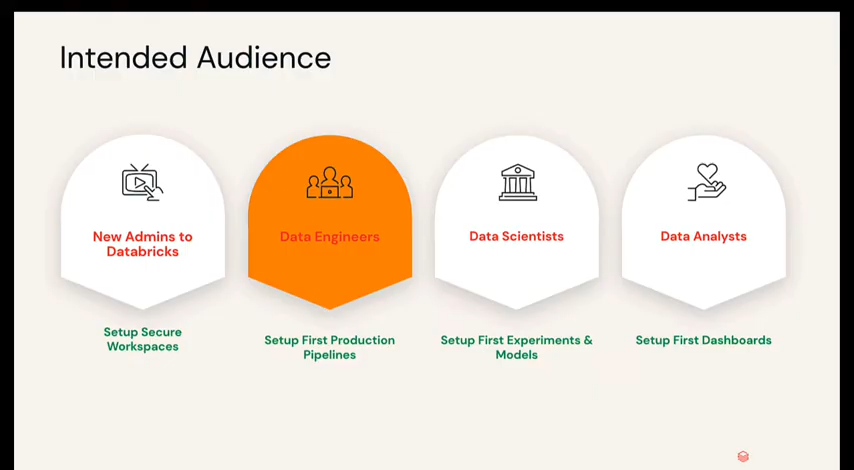 Intended Audience
New Admins to
Databricks
Data Engineers
Data Scientists
Data Analysts
Setup Secure
Workspaces
Setup First Production
Pipelines
Setup First Experiments &
Models
Setup First Dashboards